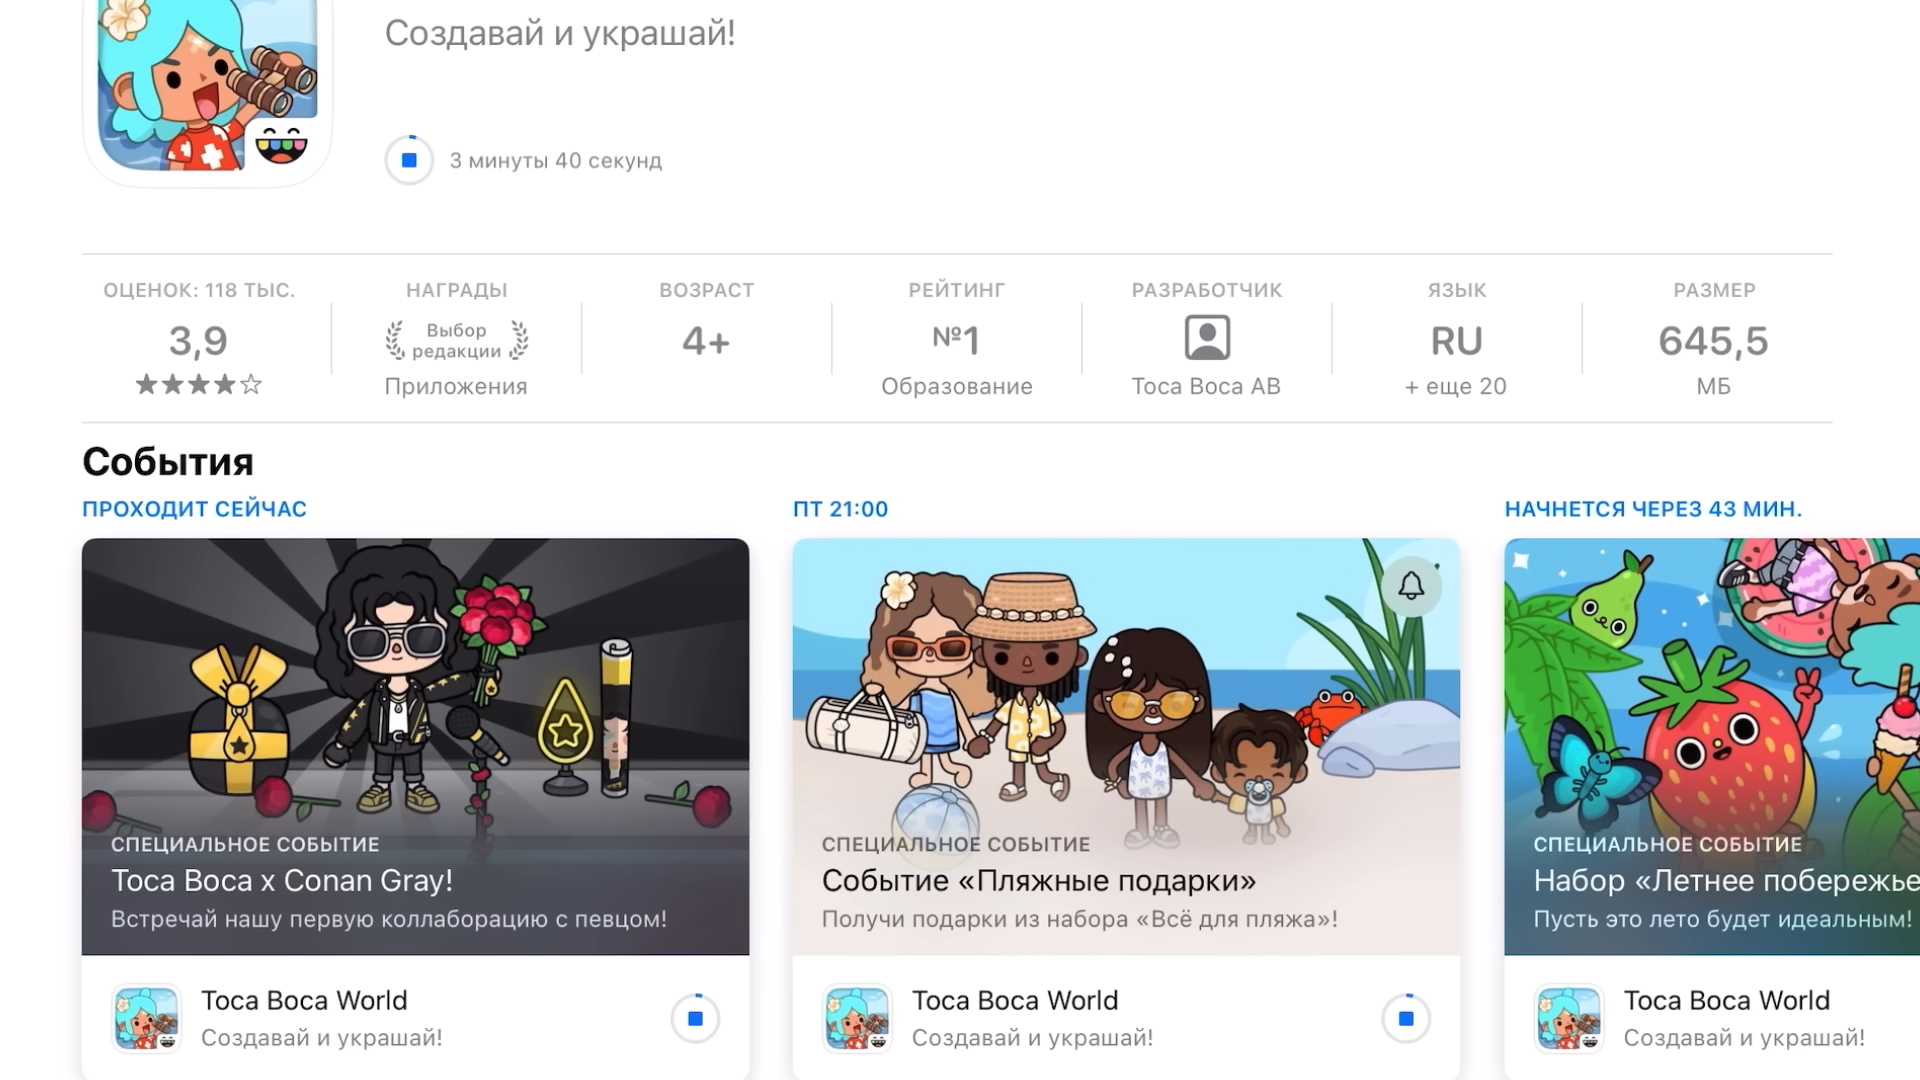 Создавай и украшай!
3 минуты 40 секунд
ОЦЕНОК: 118 ТЫС.
3,9
НАГРАДЫ
Выбор
редакции
Приложения
ВОЗРАСТ
4+
РЕЙТИНГ
№1
Образование
РАЗРАБОТЧИК
Toca Boca AB
ЯЗЫК
RU
+ еще 20
РАЗМЕР
645,5
МБ
События
ПРОХОДИТ СЕЙЧАС
СПЕЦИАЛЬНОЕ СОБЫТИЕ
Toca Boca x Conan Gray!
Встречай нашу первую коллаборацию с певцом!
Toca Boca World
Создавай и украшай!
ПТ 21:00
СПЕЦИАЛЬНОЕ СОБЫТИЕ
Событие «Пляжные подарки»
Получи подарки из набора «Всё для пляжа»!
Toca Boca World
Создавай и украшай!
НАЧНЕТСЯ ЧЕРЕЗ 43 МИН.
СПЕЦИАЛЬНОЕ СОБЫТИЕ
Набор «Летнее побережье
Пусть это лето будет идеальным!
Toca Boca World
Создавай и украшай!